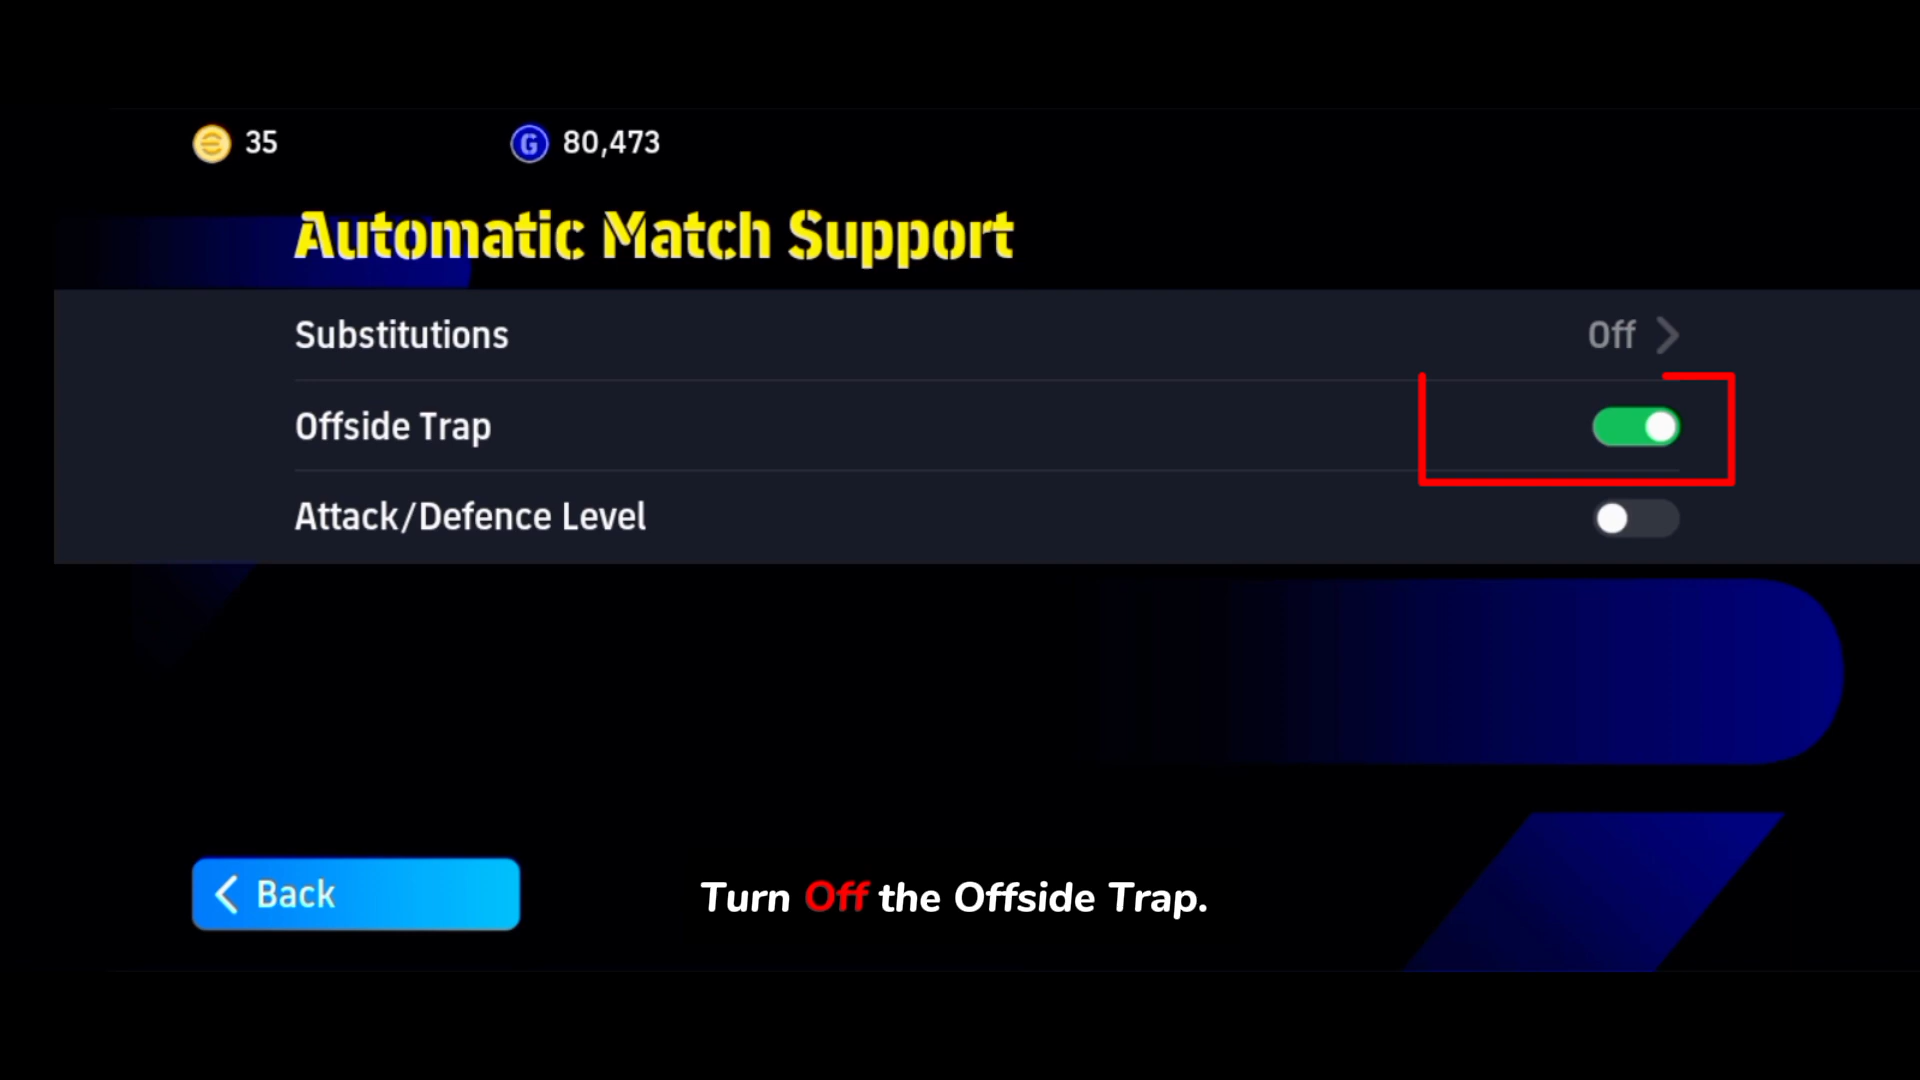 35
G 80,473
Automatic Match Support
Substitutions Off
Offside Trap
Attack/Defence Level
Back
Turn Off the Offside Trap.